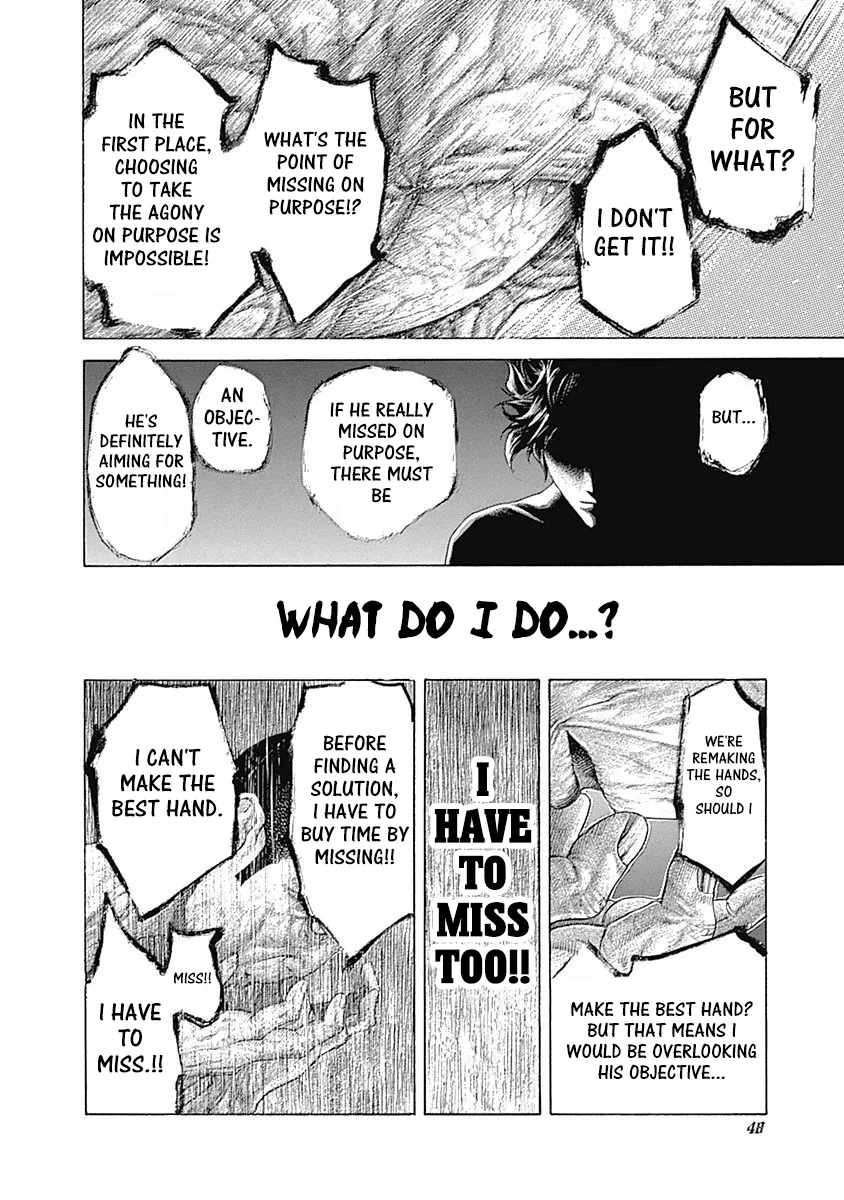 BUT
FOR
WHAT?
I DON'T
GET IT!!
WHAT'S THE
POINT OF
MISSING ON
PURPOSE!?
IN THE
FIRST PLACE,
CHOOSING
TO TAKE
THE AGONY
ON PURPOSE IS
IMPOSSIBLE!
BUT...
IF HE REALLY
MISSED ON
PURPOSE,
THERE MUST
BE
AN
OBJEC-
TIVE.
HE'S
DEFINITELY
AIMING FOR
SOMETHING!
WHAT DO I DO...?
WE'RE
REMAKING
THE HANDS,
SO
SHOULD I
MAKE THE BEST HAND?
BUT THAT MEANS I
WOULD BE OVERLOOKING
HIS OBJECTIVE...
I
HAVE
TO
MISS
TOO!!
BEFORE
FINDING A
SOLUTION,
I HAVE TO
BUY TIME BY
MISSING!!
I CAN'T
MAKE THE
BEST HAND.
MISS!!
I HAVE
TO
MISS.!!